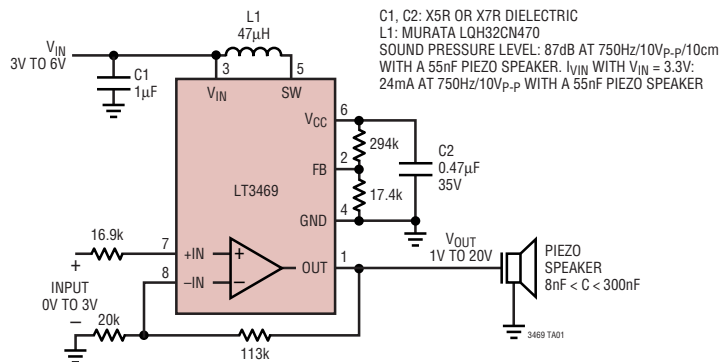 L1
47μH
C1, C2: X5R OR X7R DIELECTRIC
L1: MURATA LQH32CN470
SOUND PRESSURE LEVEL: 87dB AT 750Hz/10VP-P/10cm
WITH A 55nF PIEZO SPEAKER. IVIN WITH VIN = 3.3V:
24mA AT 750Hz/10VP-P WITH A 55nF PIEZO SPEAKER
VIN
3V TO 6V
C1
1μF
3
5
VIN
SW
VCC
6
294k
C2
0.47μF
35V
FB
2
17.4k
LT3469
GND
4
16.9k
7
+IN
+
8
–IN
–
OUT
1
VOUT
1V TO 20V
PIEZO
SPEAKER
8nF < C < 300nF
+
INPUT
0V TO 3V
–
20k
113k
3469 TA01